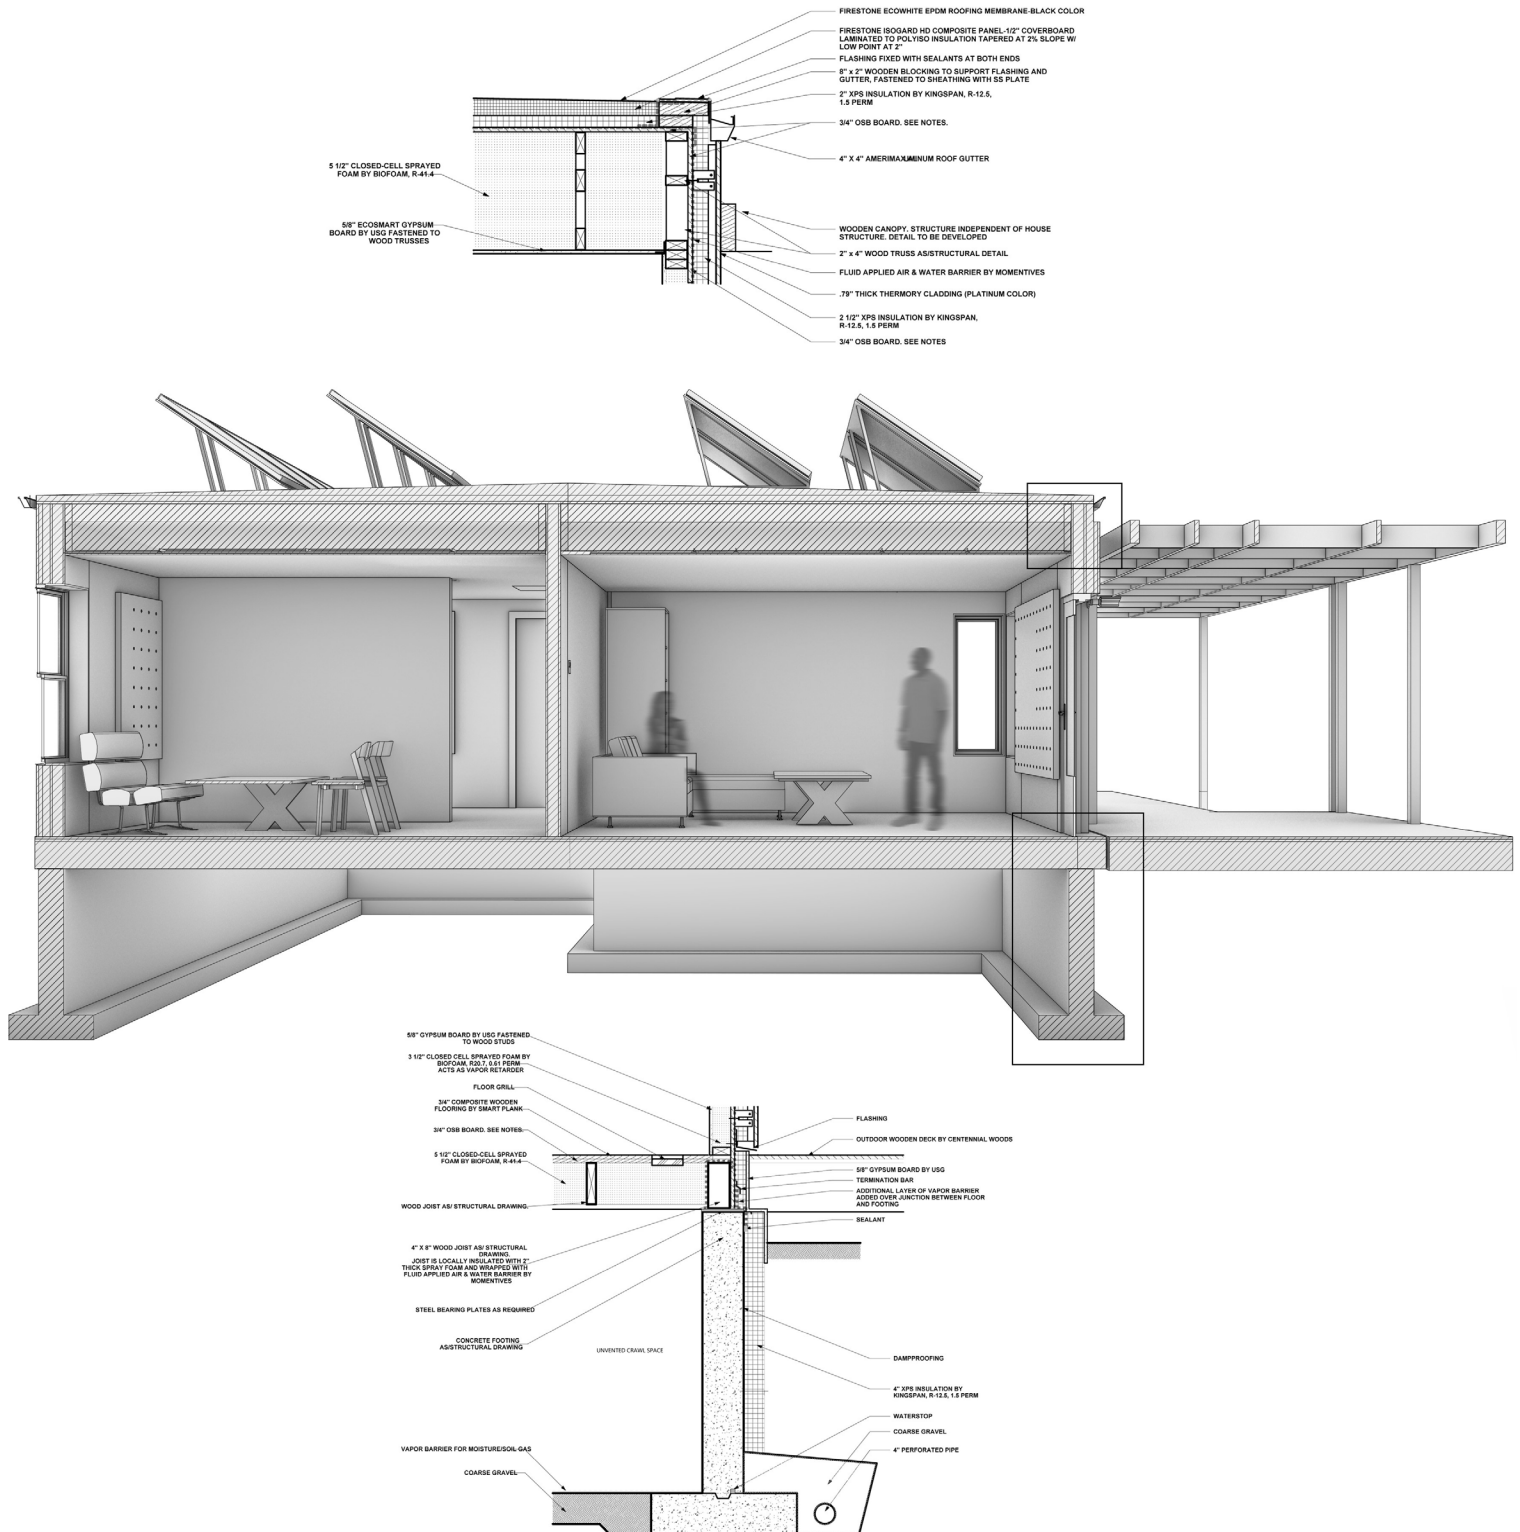 FIRESTONE ECOWHITE EPDM ROOFING MEMBRANE-BLACK COLOR
FIRESTONE ISOGARD HD COMPOSITE PANEL-1/2" COVERBOARD
LAMINATED TO POLYISO INSULATION TAPERED AT 2% SLOPE W/
LOW POINT AT 2"
FLASHING FIXED WITH SEALANTS AT BOTH ENDS
8" x 2" WOODEN BLOCKING TO SUPPORT FLASHING AND
GUTTER, FASTENED TO SHEATHING WITH SS PLATE
2" XPS INSULATION BY KINGSPAN, R-12.5,
1.5 PERM
3/4" OSB BOARD. SEE NOTES.
4" X 4" AMERIMAX ROOF GUTTER
5 1/2" CLOSED-CELL SPRAYED
FOAM BY BIOFOAM, R-41.4
5/8" ECOSMART GYPSUM
BOARD BY USG FASTENED TO
WOOD TRUSSES
WOODEN CANOPY. STRUCTURE INDEPENDENT OF HOUSE
STRUCTURE. DETAIL TO BE DEVELOPED
2" x 4" WOOD TRUSS AS/STRUCTURAL DETAIL
FLUID APPLIED AIR & WATER BARRIER BY MOMENTIVES
.79" THICK THERMORY CLADDING (PLATINUM COLOR)
2 1/2" XPS INSULATION BY KINGSPAN,
R-12.5, 1.5 PERM
3/4" OSB BOARD. SEE NOTES
5/8" GYPSUM BOARD BY USG FASTENED
TO WOOD STUDS
3 1/2" CLOSED CELL SPRAYED FOAM BY
BIOFOAM, R20.7, 0.61 PERM
ACTS AS VAPOR RETARDER
FLOOR GRILL
3/4" COMPOSITE WOODEN
FLOORING BY SMART PLANK
3/4" OSB BOARD. SEE NOTES.
5 1/2" CLOSED-CELL SPRAYED
FOAM BY BIOFOAM, R-41.4
WOOD JOIST AS/ STRUCTURAL DRAWING.
4" X 8" WOOD JOIST AS/ STRUCTURAL
DRAWING.
JOIST IS LOCALLY INSULATED WITH 2"
THICK SPRAY FOAM AND WRAPPED WITH
FLUID APPLIED AIR & WATER BARRIER BY
MOMENTIVES
STEEL BEARING PLATES AS REQUIRED
CONCRETE FOOTING
AS/STRUCTURAL DRAWING
UNVENTED CRAWL SPACE
VAPOR BARRIER FOR MOISTURE/SOIL GAS
COARSE GRAVEL
FLASHING
OUTDOOR WOODEN DECK BY CENTENNIAL WOODS
5/8" GYPSUM BOARD BY USG
TERMINATION BAR
ADDITIONAL LAYER OF VAPOR BARRIER
ADDED OVER JUNCTION BETWEEN FLOOR
AND FOOTING
SEALANT
DAMPPROOFING
4" XPS INSULATION BY
KINGSPAN, R-12.5, 1.5 PERM
WATERSTOP
COARSE GRAVEL
4" PERFORATED PIPE